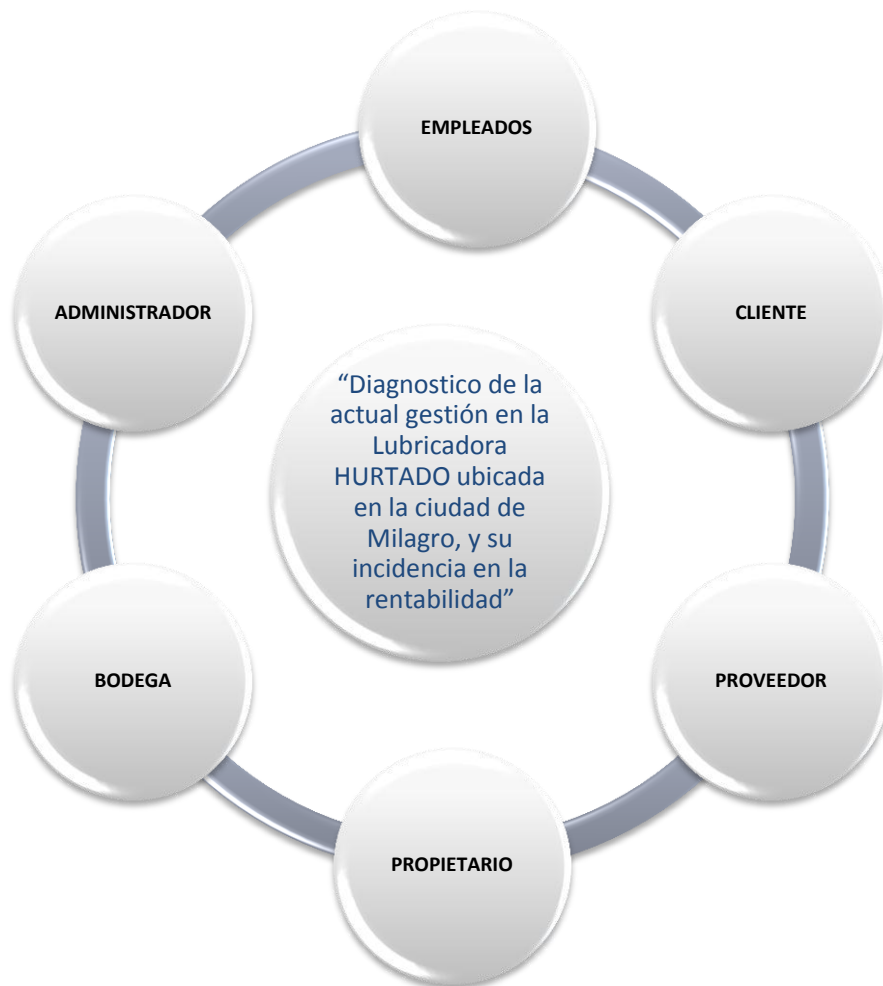 EMPLEADOS
ADMINISTRADOR
CLIENTE
“Diagnostico de la
actual gestión en la
Lubricadora
HURTADO ubicada
en la ciudad de
Milagro, y su
incidencia en la
rentabilidad”
BODEGA
PROVEEDOR
PROPIETARIO